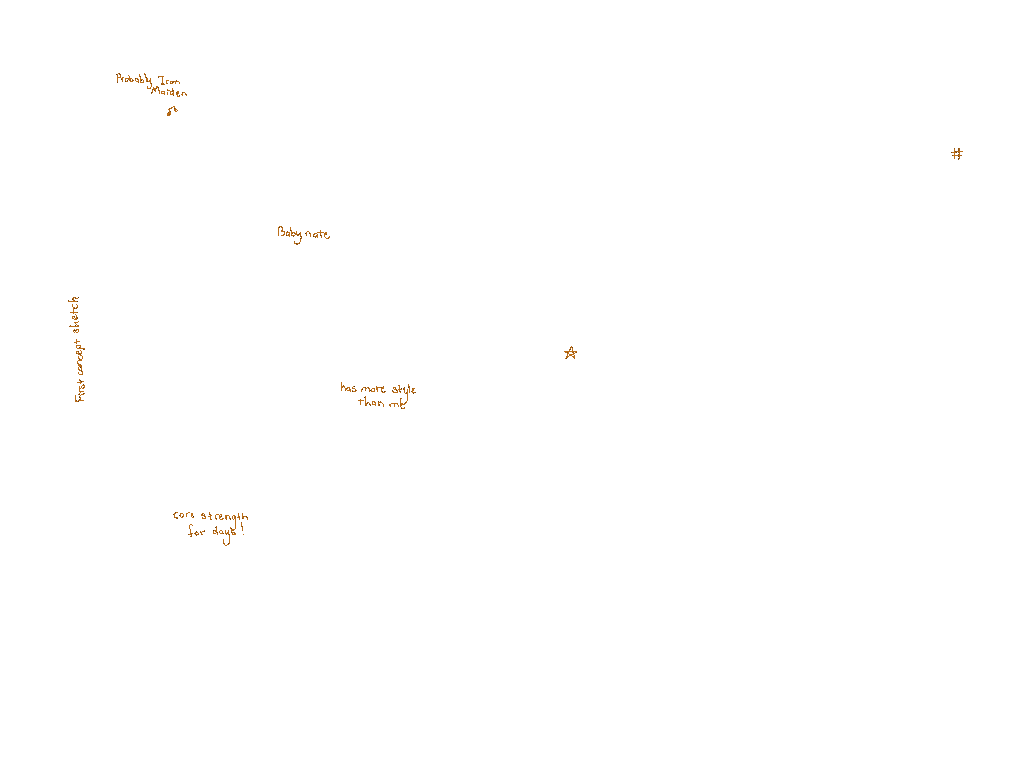 Probably Iron
Maiden
#
Baby note
First concept sketch
has more style
than me
core strength
for days!